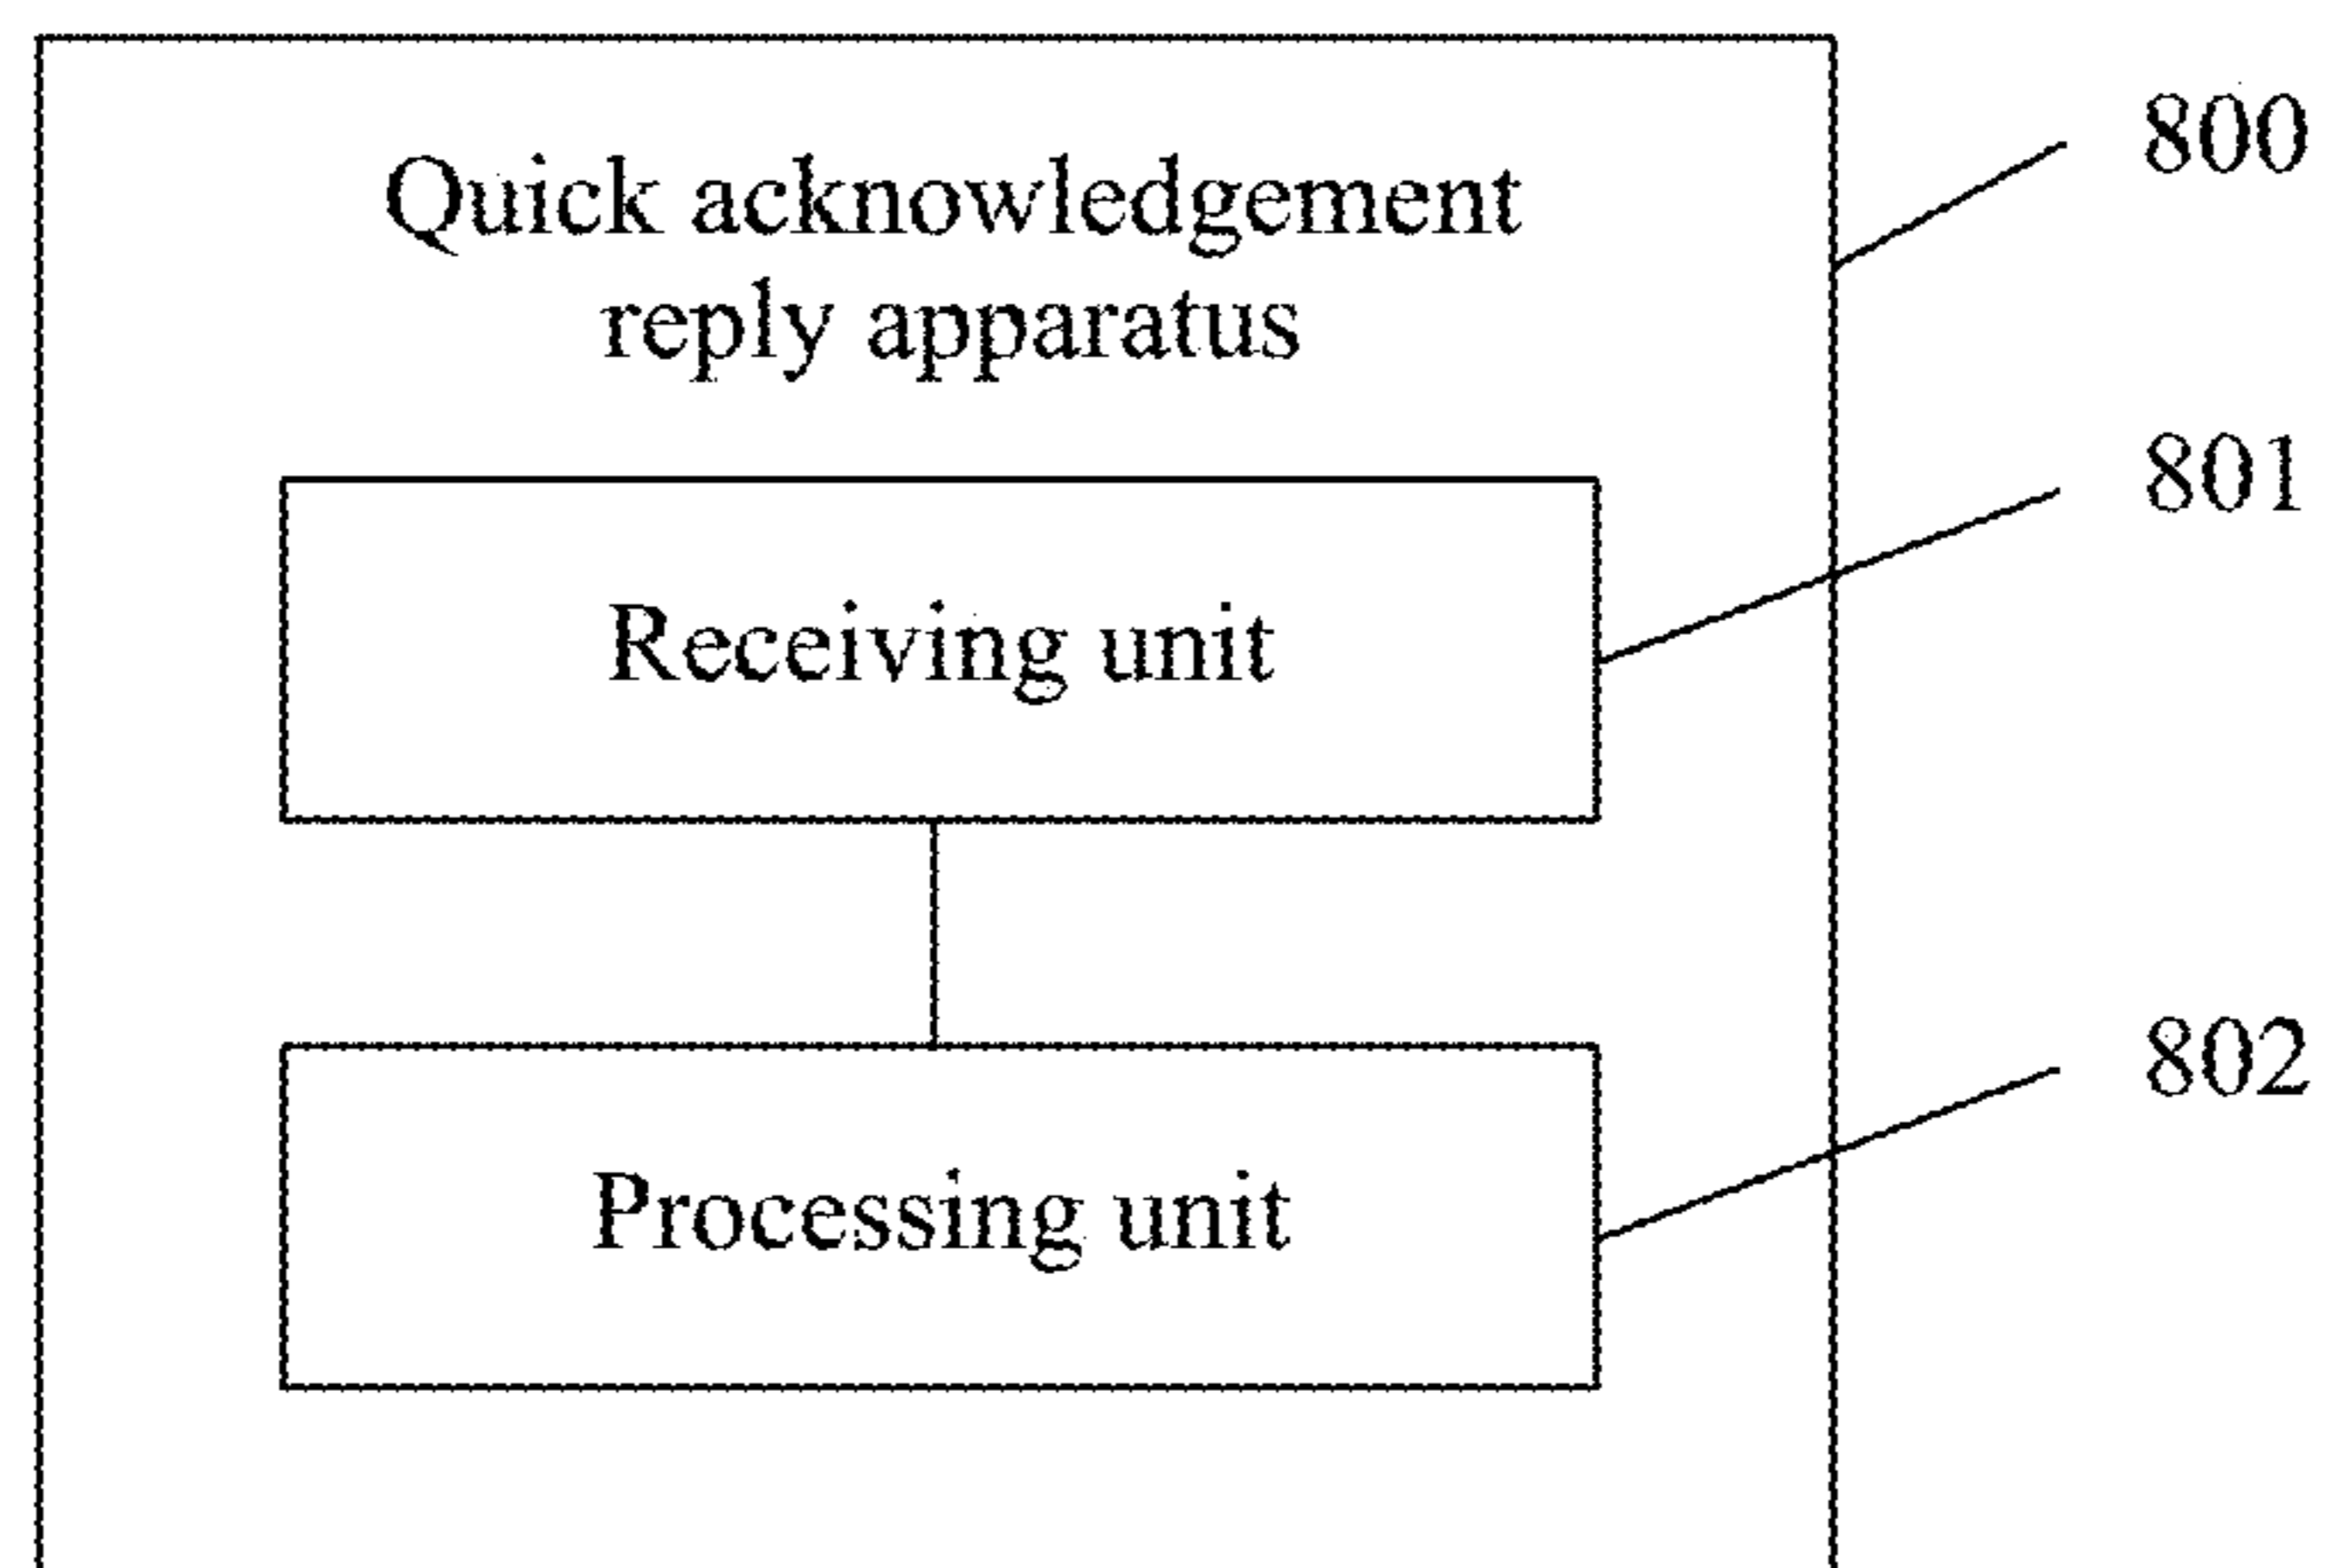 Quick acknowledgement
reply apparatus
800
801
Receiving unit
802
Processing unit